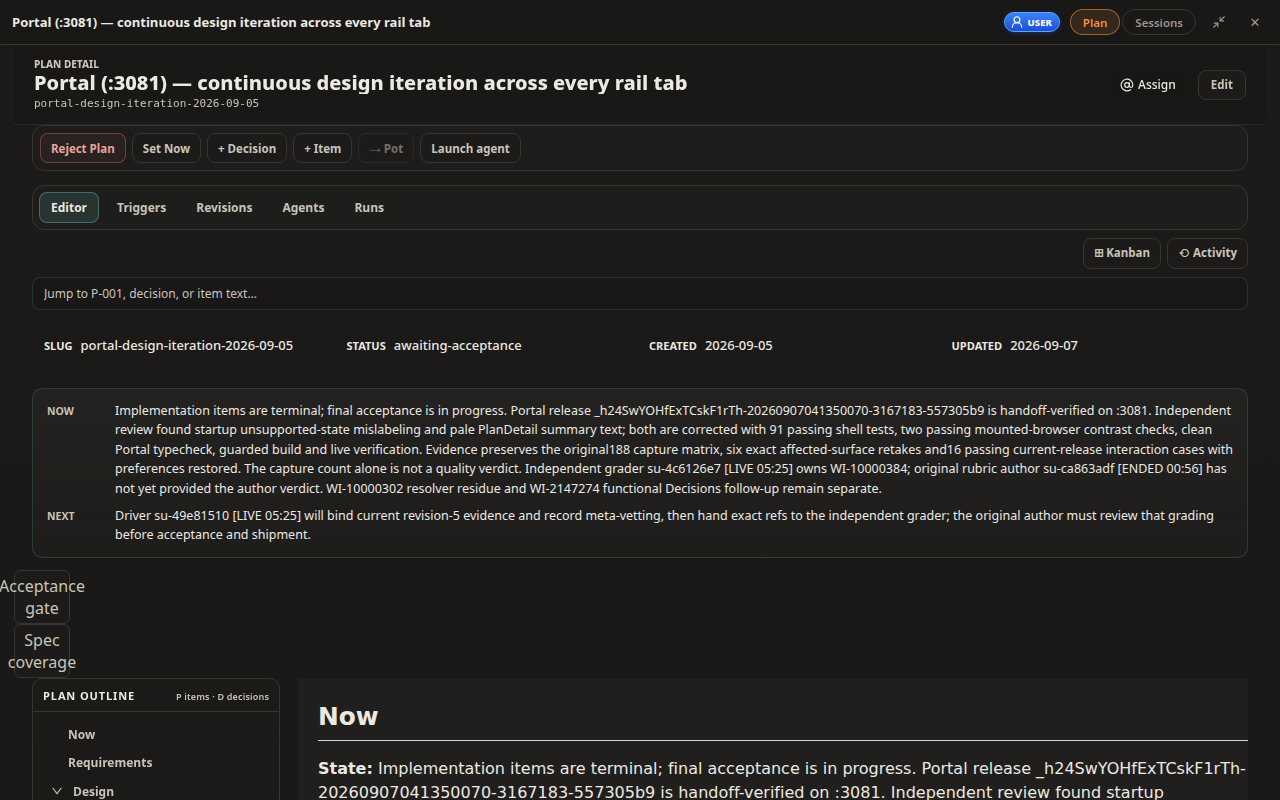 Portal (:3081) — continuous design iteration across every rail tab
USER
Plan
Sessions
PLAN DETAIL
Portal (:3081) — continuous design iteration across every rail tab
portal-design-iteration-2026-09-05
@ Assign
Edit
Reject Plan
Set Now
+ Decision
+ Item
→ Pot
Launch agent
Editor
Triggers
Revisions
Agents
Runs
⊞ Kanban
⟲ Activity
Jump to P-001, decision, or item text...
SLUG portal-design-iteration-2026-09-05
STATUS awaiting-acceptance
CREATED 2026-09-05
UPDATED 2026-09-07
NOW
Implementation items are terminal; final acceptance is in progress. Portal release _h24SwYOHfExTCskF1rTh-20260907041350070-3167183-557305b9 is handoff-verified on :3081. Independent
review found startup unsupported-state mislabeling and pale PlanDetail summary text; both are corrected with 91 passing shell tests, two passing mounted-browser contrast checks, clean
Portal typecheck, guarded build and live verification. Evidence preserves the original188 capture matrix, six exact affected-surface retakes and16 passing current-release interaction cases with
preferences restored. The capture count alone is not a quality verdict. Independent grader su-4c6126e7 [LIVE 05:25] owns WI-10000384; original rubric author su-ca863adf [ENDED 00:56] has
not yet provided the author verdict. WI-10000302 resolver residue and WI-2147274 functional Decisions follow-up remain separate.
NEXT
Driver su-49e81510 [LIVE 05:25] will bind current revision-5 evidence and record meta-vetting, then hand exact refs to the independent grader; the original author must review that grading
before acceptance and shipment.
Acceptance
gate
Spec
coverage
PLAN OUTLINE
P items · D decisions
Now
Requirements
Design
Now
State: Implementation items are terminal; final acceptance is in progress. Portal release _h24SwYOHfExTCskF1rTh-
20260907041350070-3167183-557305b9 is handoff-verified on :3081. Independent review found startup